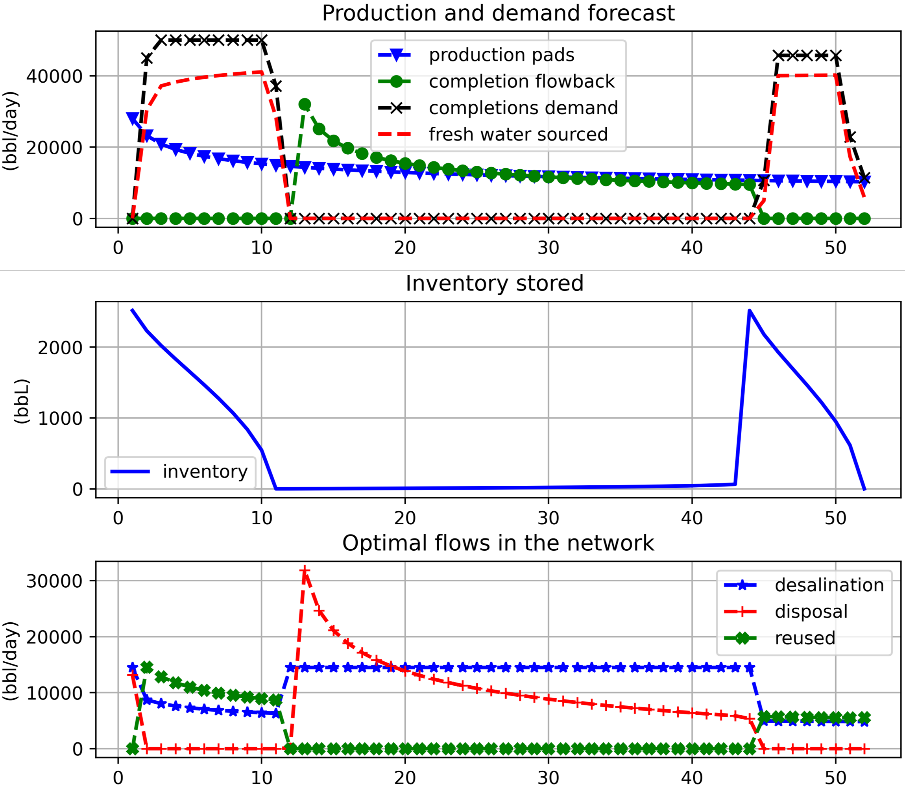 Production and demand forecast
(bbl/day)
40000
20000
0
production pads
completion flowback
completions demand
fresh water sourced
0 10 20 30 40 50
Inventory stored
(bbL)
2000
1000
0
inventory
0 10 20 30 40 50
Optimal flows in the network
(bbl/day)
30000
20000
10000
0
desalination
disposal
reused
0 10 20 30 40 50